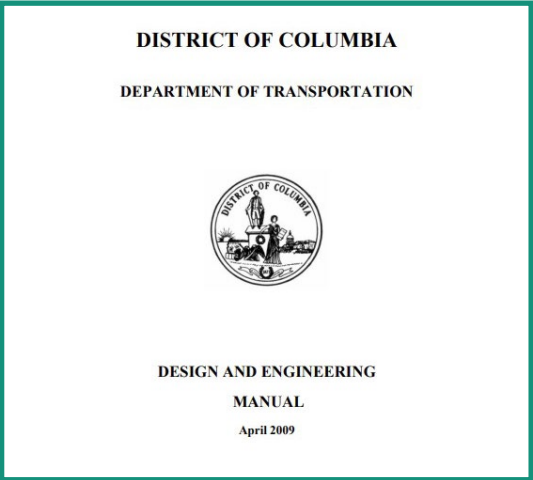 DISTRICT OF COLUMBIA
DEPARTMENT OF TRANSPORTATION
DISTRICT OF COLUMBIA
DESIGN AND ENGINEERING
MANUAL
April 2009